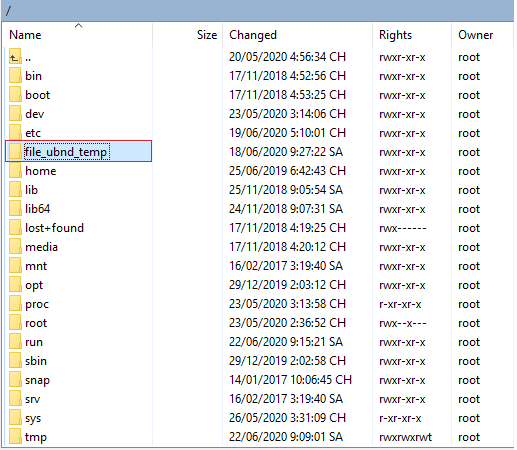 /
Name Size Changed Rights Owner
.. 20/05/2020 4:56:34 CH rwxr-xr-x root
bin 17/11/2018 4:52:56 CH rwxr-xr-x root
boot 17/11/2018 4:53:25 CH rwxr-xr-x root
dev 23/05/2020 3:14:06 CH rwxr-xr-x root
etc 19/06/2020 5:10:01 CH rwxr-xr-x root
file_ubnd_temp 18/06/2020 9:27:22 SA rwxr-xr-x root
home 25/06/2019 6:42:43 CH rwxr-xr-x root
lib 25/11/2018 9:05:54 SA rwxr-xr-x root
lib64 24/11/2018 9:07:31 SA rwxr-xr-x root
lost+found 17/11/2018 4:19:25 CH rwx------ root
media 17/11/2018 4:20:12 CH rwxr-xr-x root
mnt 16/02/2017 3:19:40 SA rwxr-xr-x root
opt 29/12/2019 2:03:12 CH rwxr-xr-x root
proc 23/05/2020 3:13:58 CH r-xr-xr-x root
root 23/05/2020 2:36:52 CH rwx--x--- root
run 22/06/2020 9:15:21 SA rwxr-xr-x root
sbin 29/12/2019 2:02:58 CH rwxr-xr-x root
snap 14/01/2017 10:06:45 CH rwxr-xr-x root
srv 16/02/2017 3:19:40 SA rwxr-xr-x root
sys 26/05/2020 3:31:09 CH r-xr-xr-x root
tmp 22/06/2020 9:09:01 SA rwxrwxrwt root